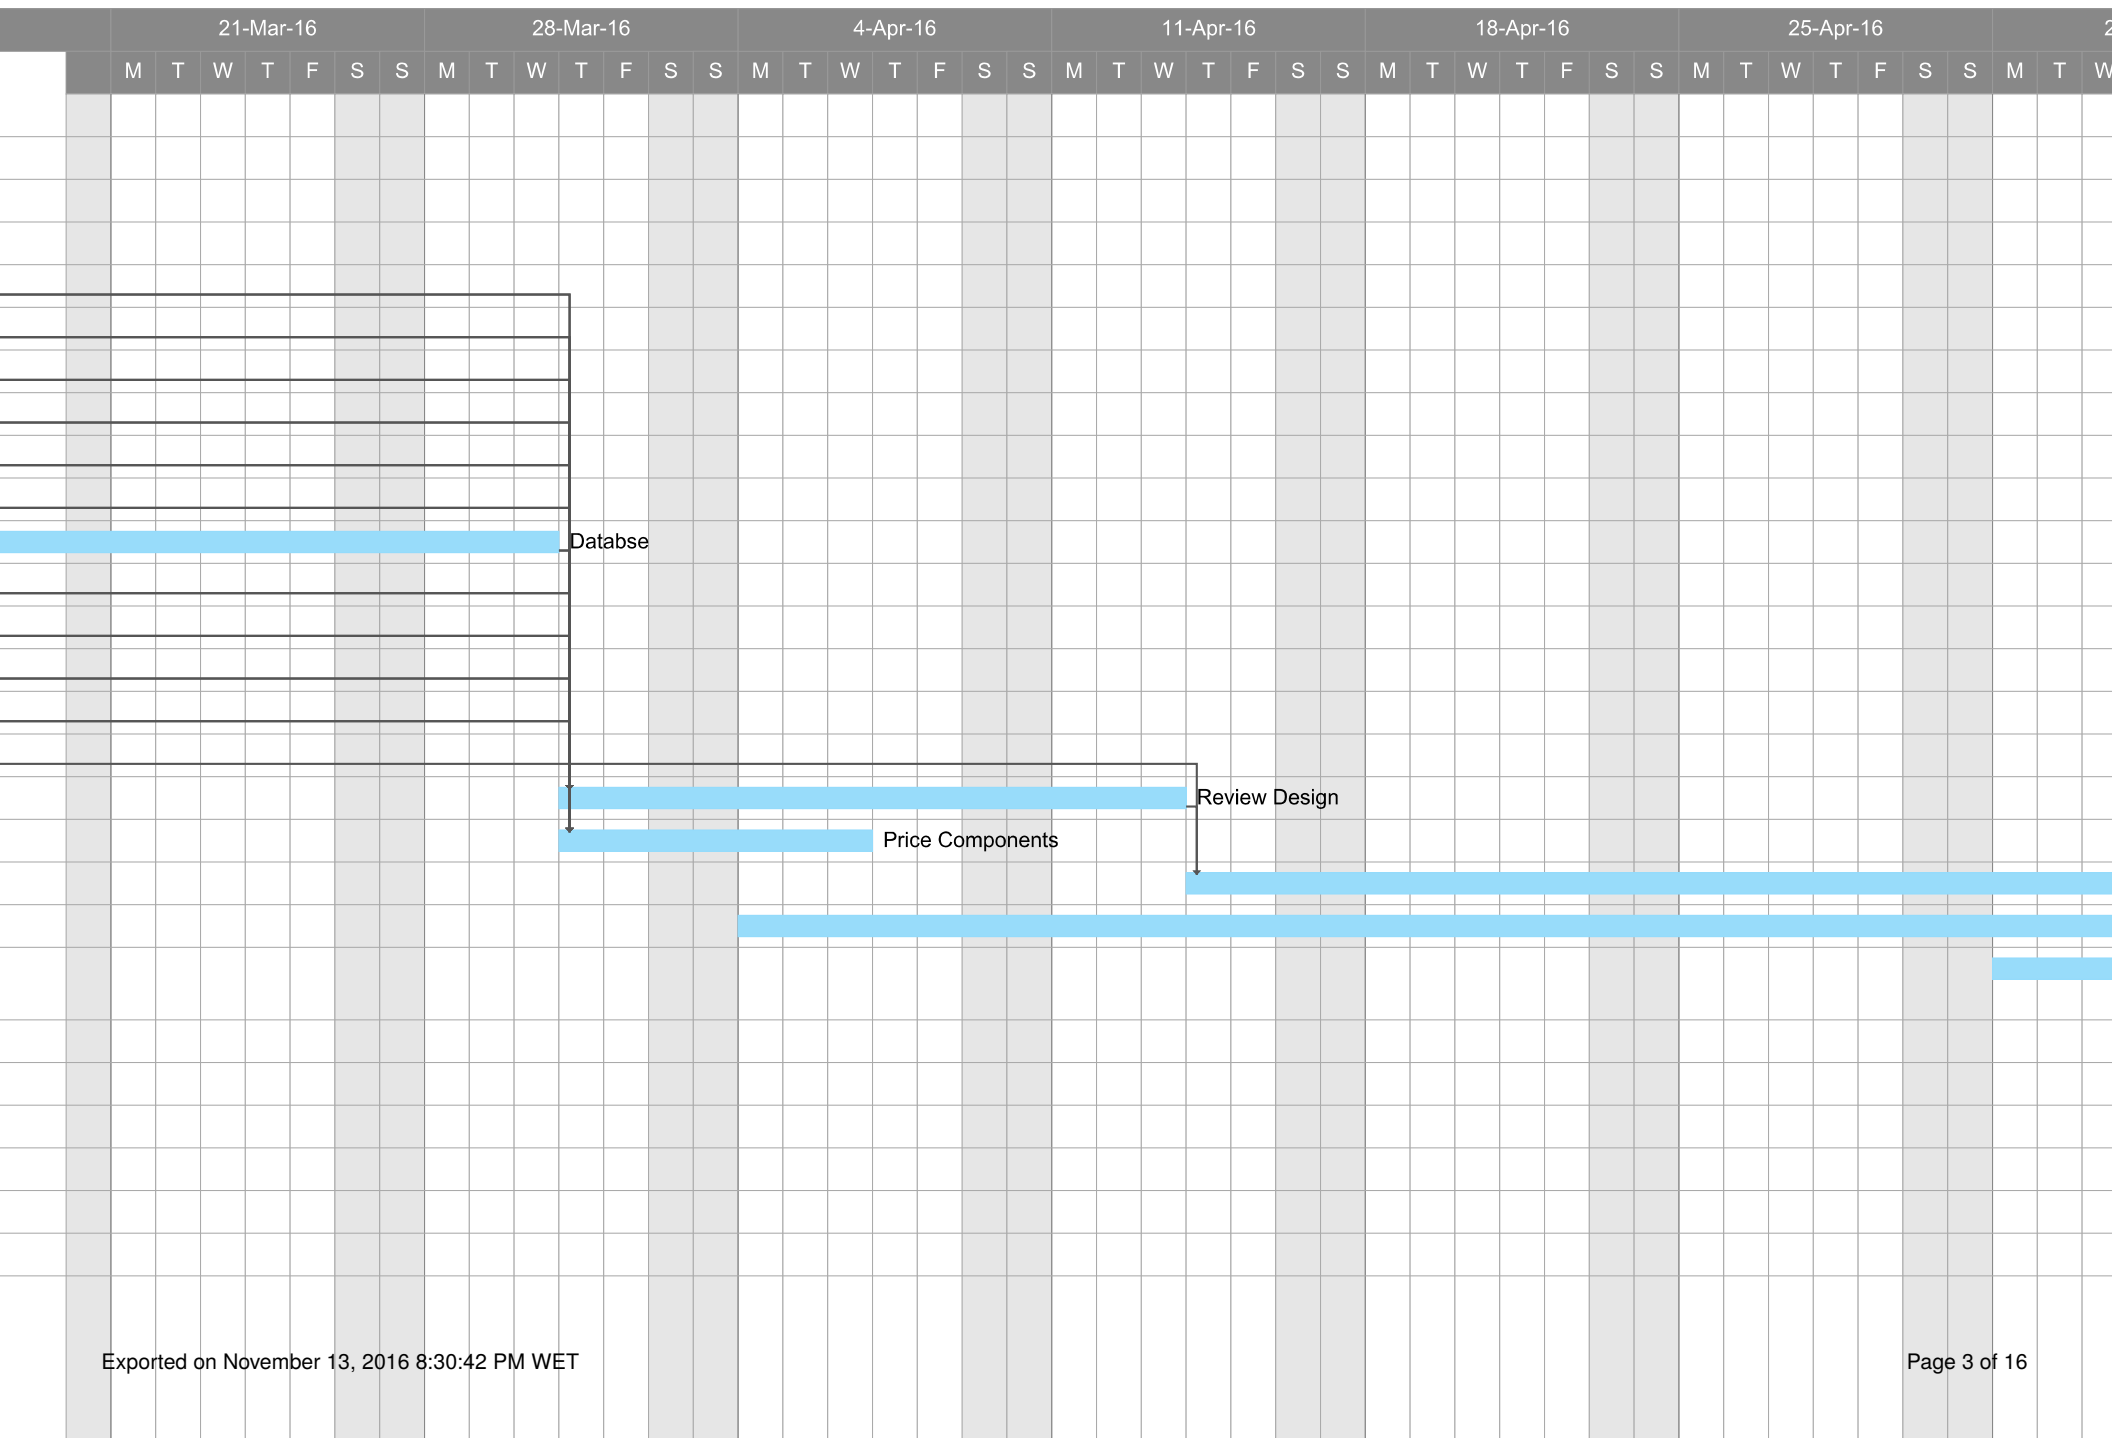 21-Mar-16 28-Mar-16 4-Apr-16 11-Apr-16 18-Apr-16 25-Apr-16 2
M T W T F S S M T W T F S S M T W T F S S M T W T F S S M T W T F S S M T W T F S S M T W
Databse
Review Design
Price Components
Exported on November 13, 2016 8:30:42 PM WET Page 3 of 16